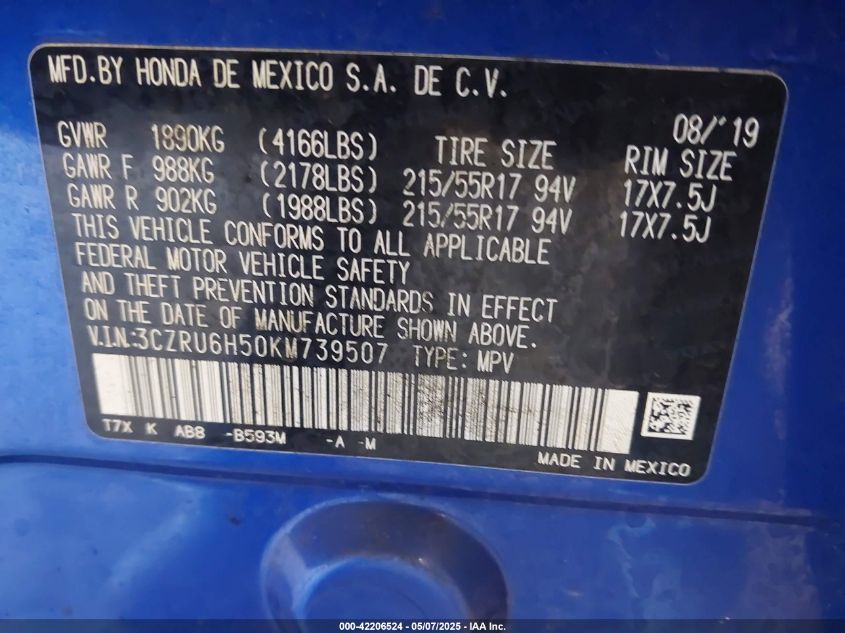 MFD.BY HONDA DE MEXICO S.A. DE C.V.
08/'19
GVWR 1890KG (4166LBS) TIRE SIZE RIM SIZE
GAWR F 988KG (2178LBS) 215/55R17 94V 17X7.5J
GAWR R 902KG (1988LBS) 215/55R17 94V 17X7.5J
THIS VEHICLE CONFORMS TO ALL APPLICABLE
FEDERAL MOTOR VEHICLE SAFETY
AND THEFT PREVENTION STANDARDS IN EFFECT
ON THE DATE OF MANUFACTURE SHOWN ABOVE.
V.I.N:3CZRU6H50KM739507 TYPE: MPV
T7X K ABB -B593M -A -M
MADE IN MEXICO
000-42206524 — 05/07/2025 — IAA Inc.